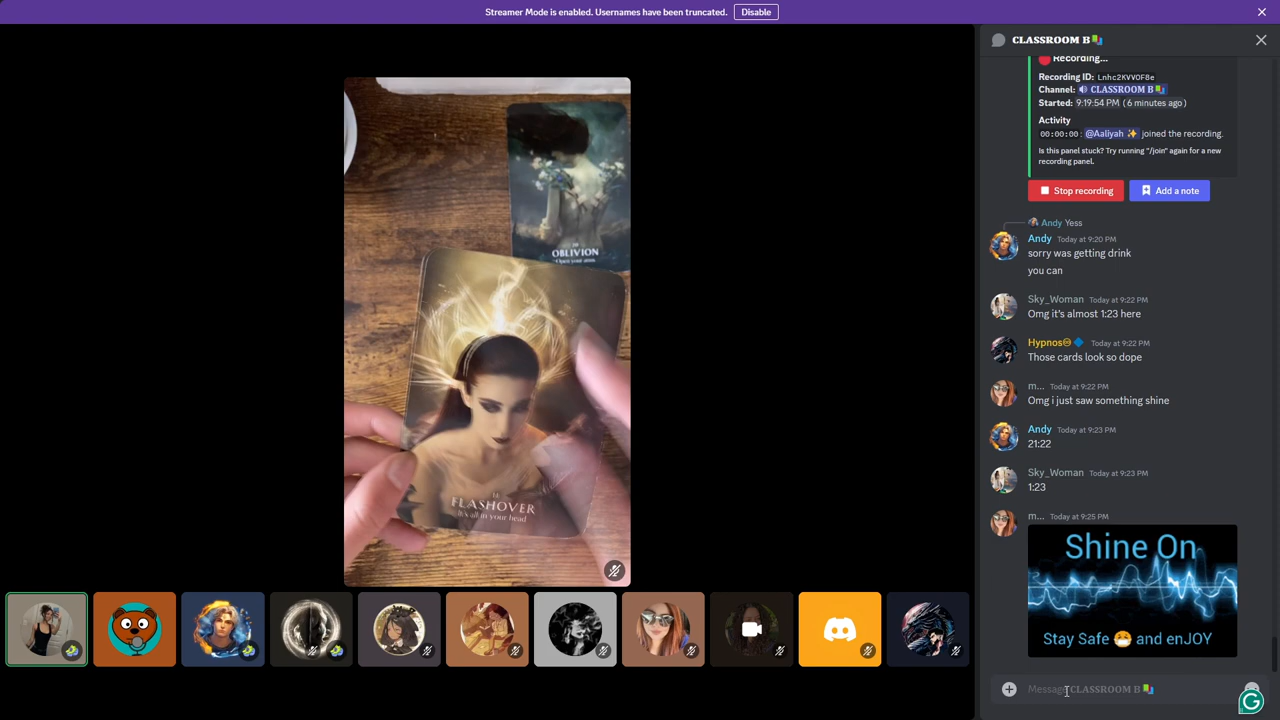 Streamer Mode is enabled. Usernames have been truncated. Disable
CLASSROOM B
Recording...
Recording ID: Lnhc2KVVOF8e
Channel: CLASSROOM B
Started: 9:19:54 PM (6 minutes ago)
Activity
00:00:00: @Aaliyah ✨ joined the recording.
Is this panel stuck? Try running "/join" again for a new
recording panel.
Stop recording
Add a note
Andy Yess
Andy Today at 9:20 PM
sorry was getting drink
you can
Sky_Woman Today at 9:22 PM
Omg it's almost 1:23 here
Hypnos Today at 9:22 PM
Those cards look so dope
m... Today at 9:22 PM
Omg i just saw something shine
Andy Today at 9:23 PM
21:22
Sky_Woman Today at 9:23 PM
1:23
m... Today at 9:25 PM
Shine On
Stay Safe 😷 and enJOY
Message CLASSROOM B
OBLIVION
Open your arms.
FLASHOVER
It's all in your head